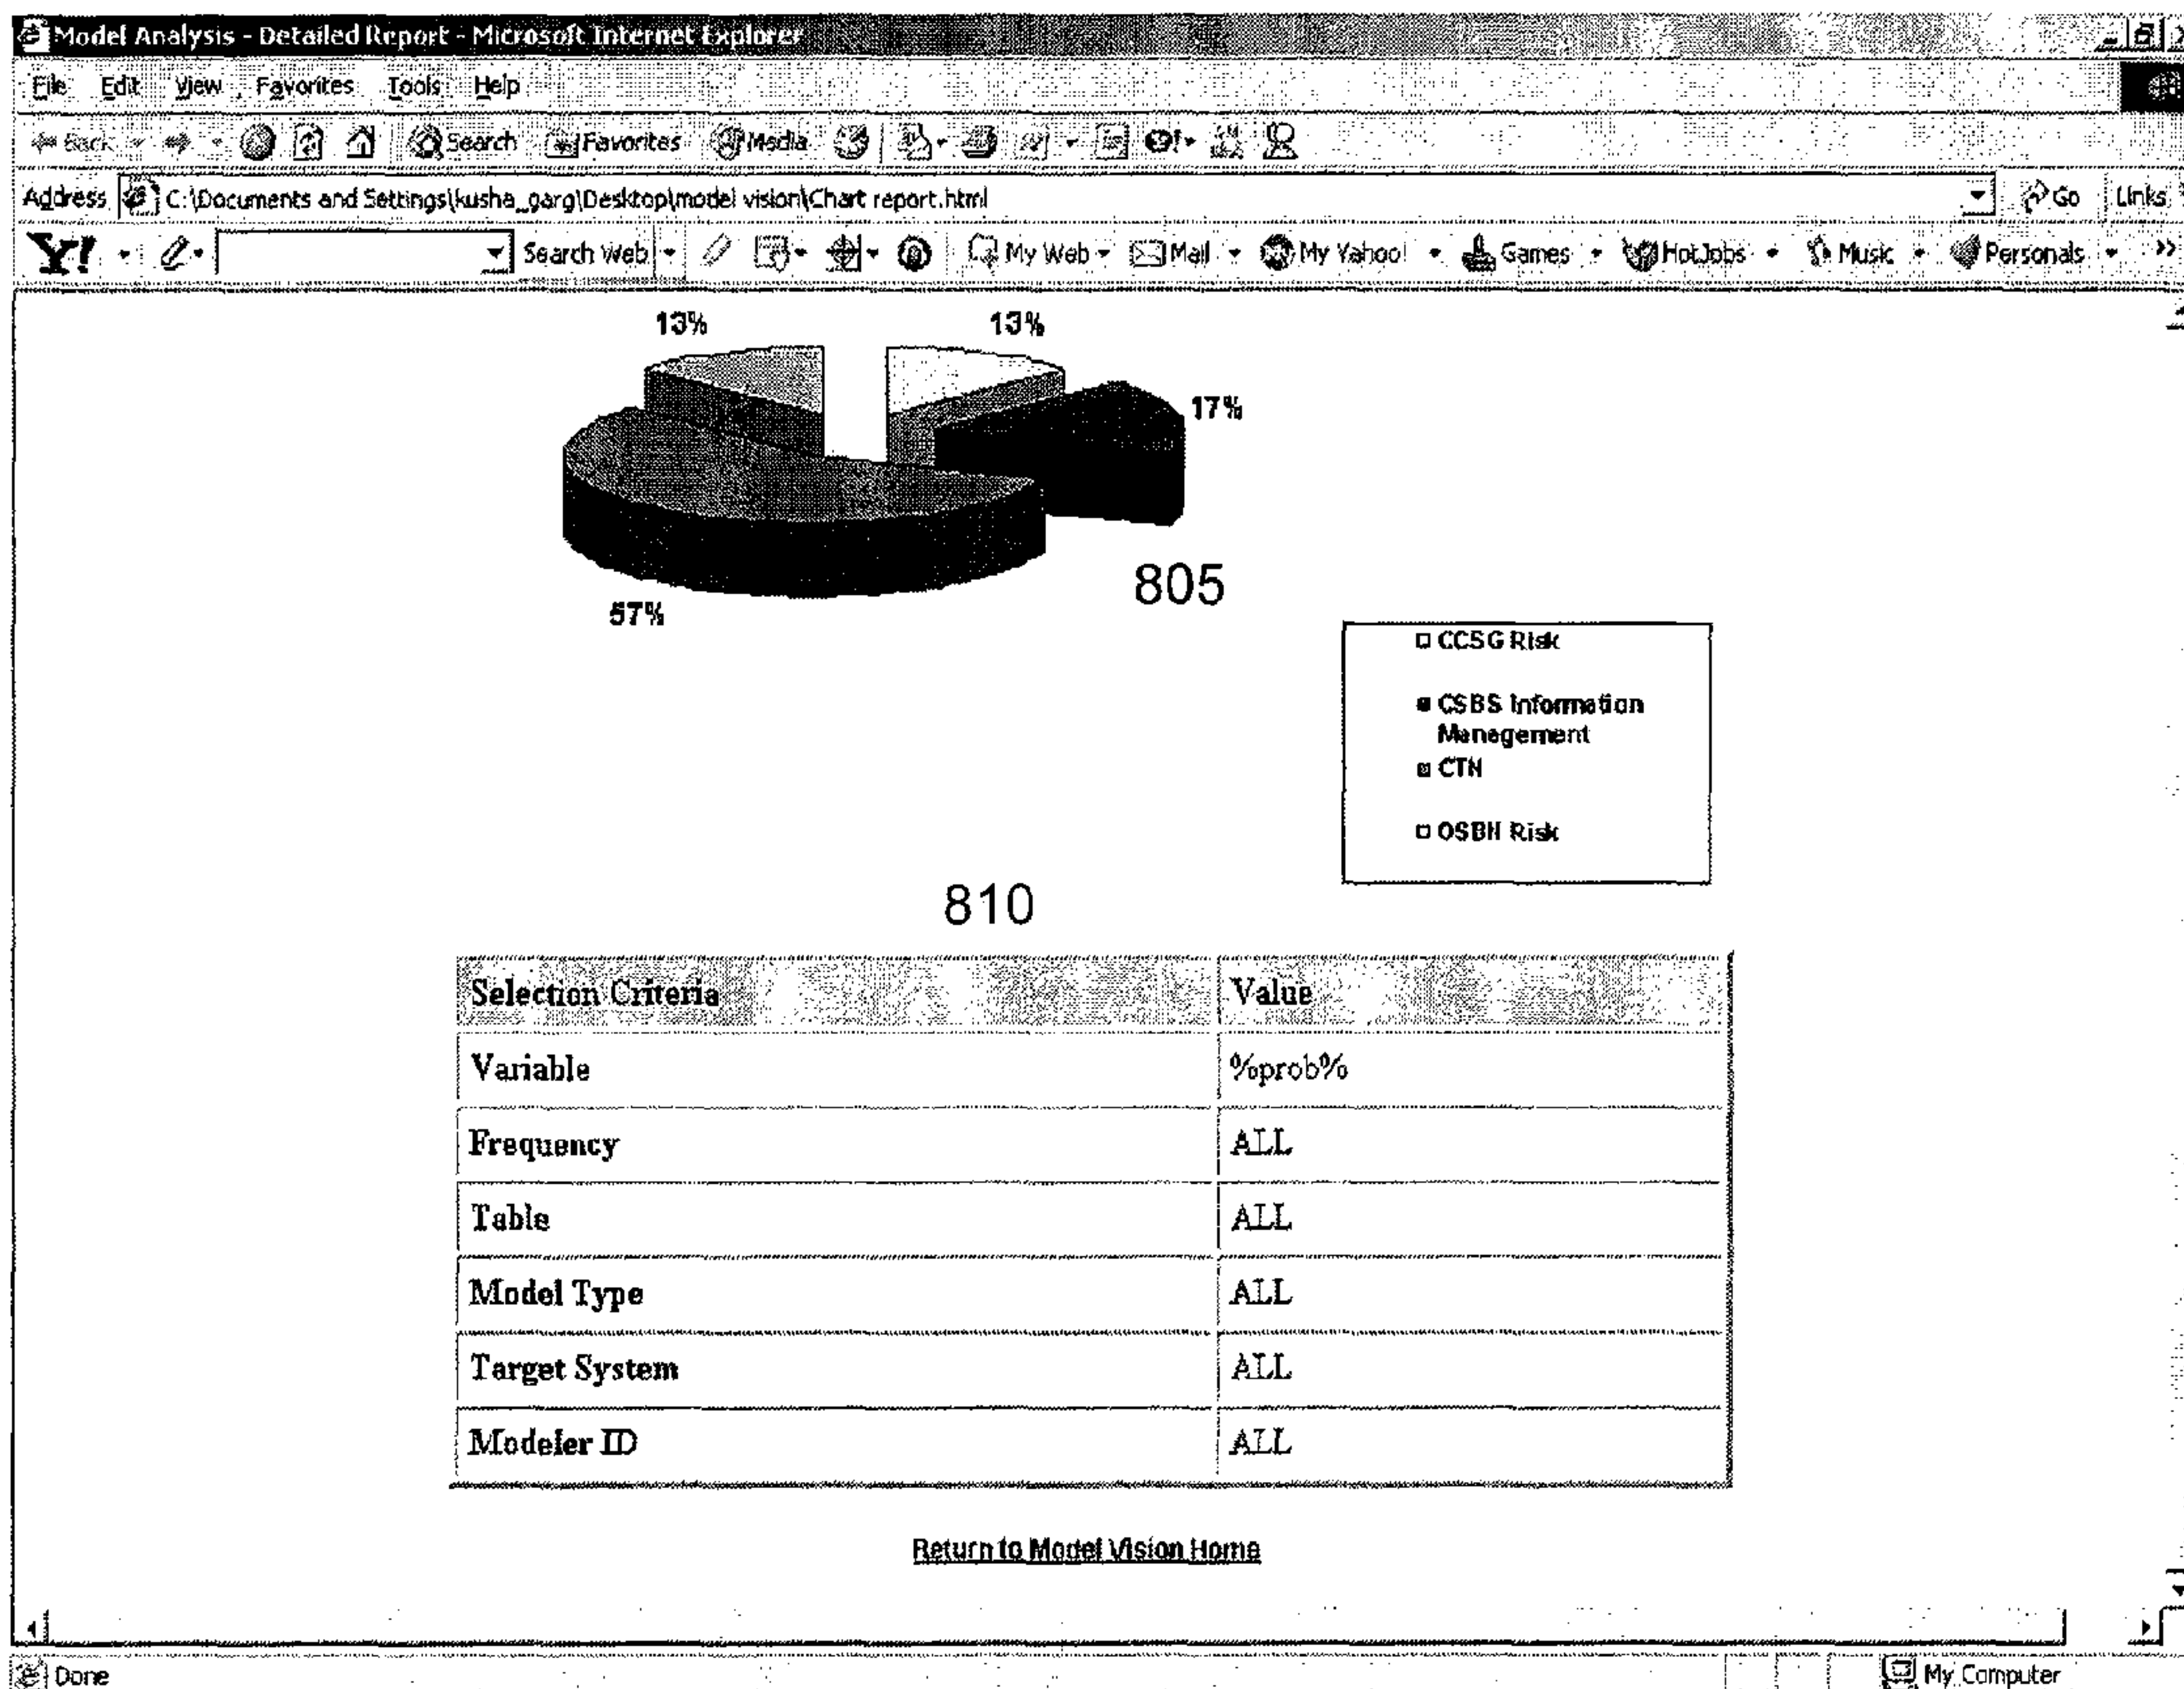 Model Analysis - Detailed Report - Microsoft Internet Explorer
File Edit View Favorites Tools Help
Back Search Favorites Media
Address C:\Documents and Settings\kusha_garg\Desktop\model vision\Chart report.html Go Links
Y! Search Web My Web Mail My Yahoo! Games HotJobs Music Personals »
13% 13%
17%
57%
805
CCSG Risk
CSBS Information
Management
CTN
OSBN Risk
810
Selection Criteria Value
Variable %prob%
Frequency ALL
Table ALL
Model Type ALL
Target System ALL
Modeler ID ALL
Return to Model Vision Home
Done My Computer